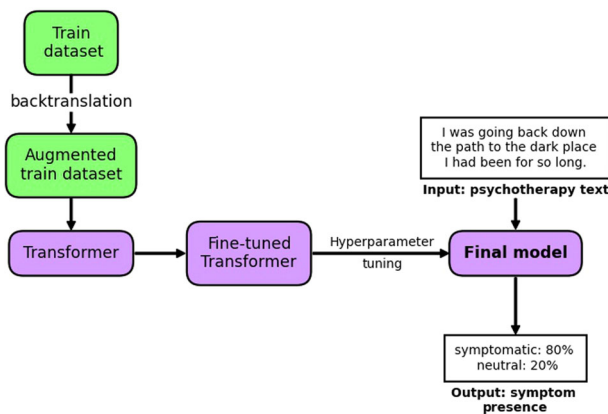 Train
dataset
backtranslation
Augmented
train dataset
Transformer
Fine-tuned
Transformer
Hyperparameter
tuning
I was going back down
the path to the dark place
I had been for so long.
Input: psychotherapy text
Final model
symptomatic: 80%
neutral: 20%
Output: symptom
presence